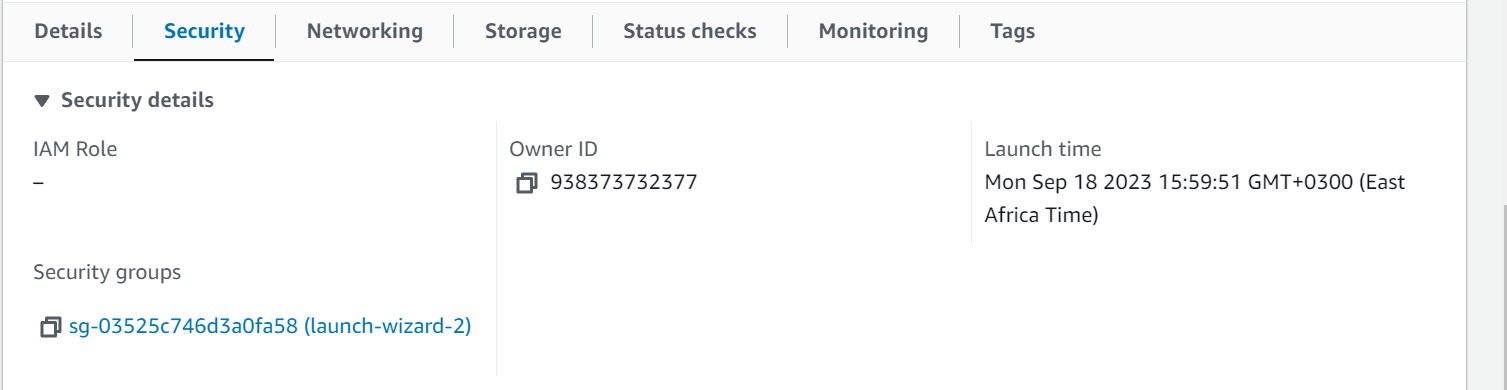 Details
Security
Networking
Storage
Status checks
Monitoring
Tags
Security details
IAM Role
–
Owner ID
938373732377
Launch time
Mon Sep 18 2023 15:59:51 GMT+0300 (East
Africa Time)
Security groups
sg-03525c746d3a0fa58 (launch-wizard-2)